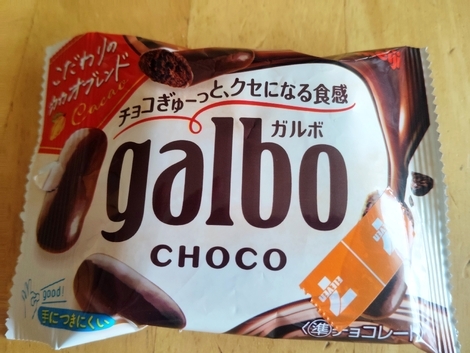 こだわりの
カカオブレンド
Cacao
チョコぎゅーっと、クセになる食感
ガルボ
galbo
CHOCO
good!
手につきにくい
準チョコレート